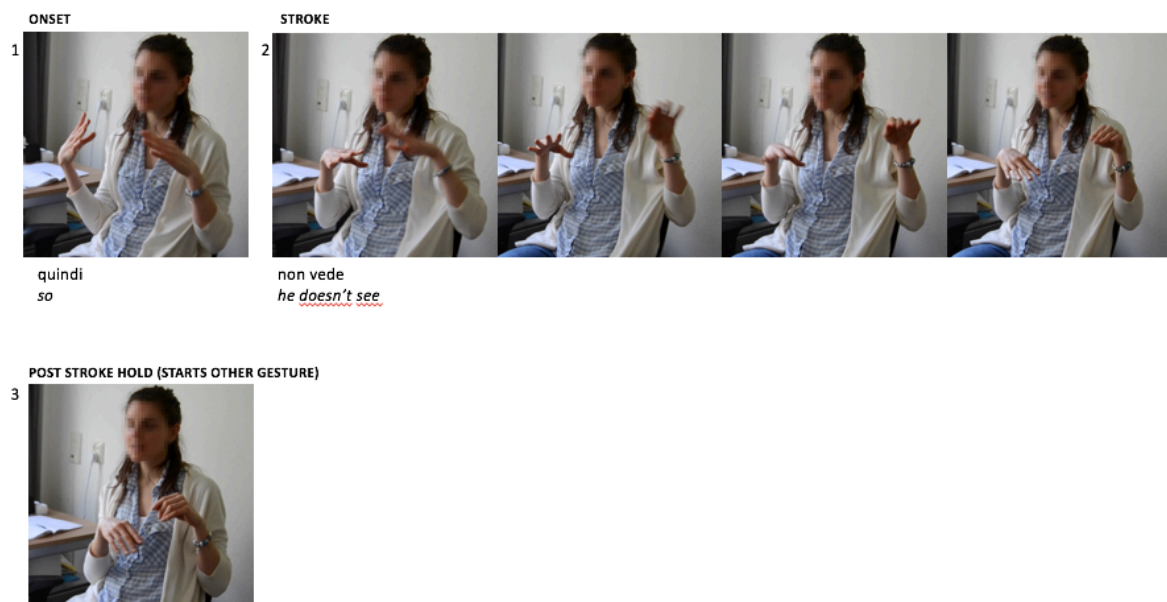 ONSET
STROKE
1
2
quindi
so
non vede
he doesn't see
POST STROKE HOLD (STARTS OTHER GESTURE)
3